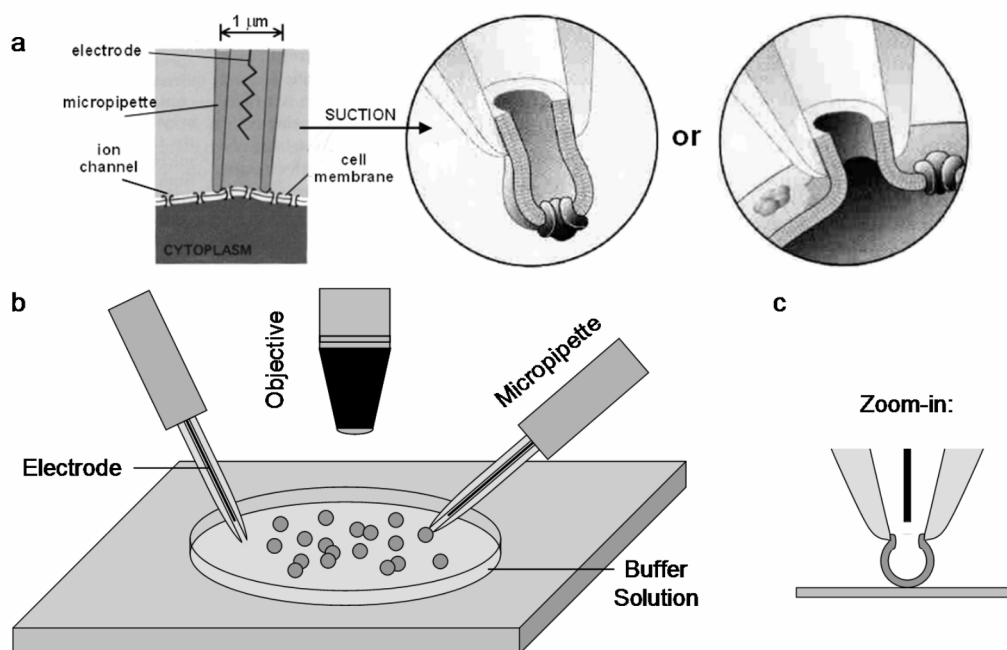 a
1 µm
electrode
micropipette
ion
channel
SUCTION
cell
membrane
CYTOPLASM
or
b
Objective
Micropipette
Electrode
Buffer
Solution
c
Zoom-in: